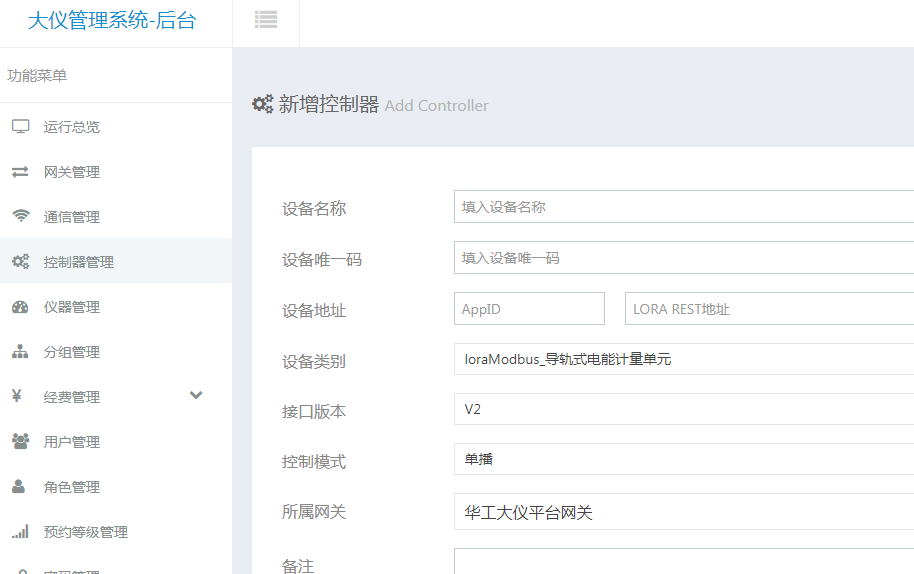 大仪管理系统-后台
功能菜单
运行总览
网关管理
通信管理
控制器管理
仪器管理
分组管理
经费管理
用户管理
角色管理
预约等级管理
新增控制器 Add Controller
设备名称 填入设备名称
设备唯一码 填入设备唯一码
设备地址 AppID LORA REST地址
设备类别 loraModbus_导轨式电能计量单元
接口版本 V2
控制模式 单播
所属网关 华工大仪平台网关
备注